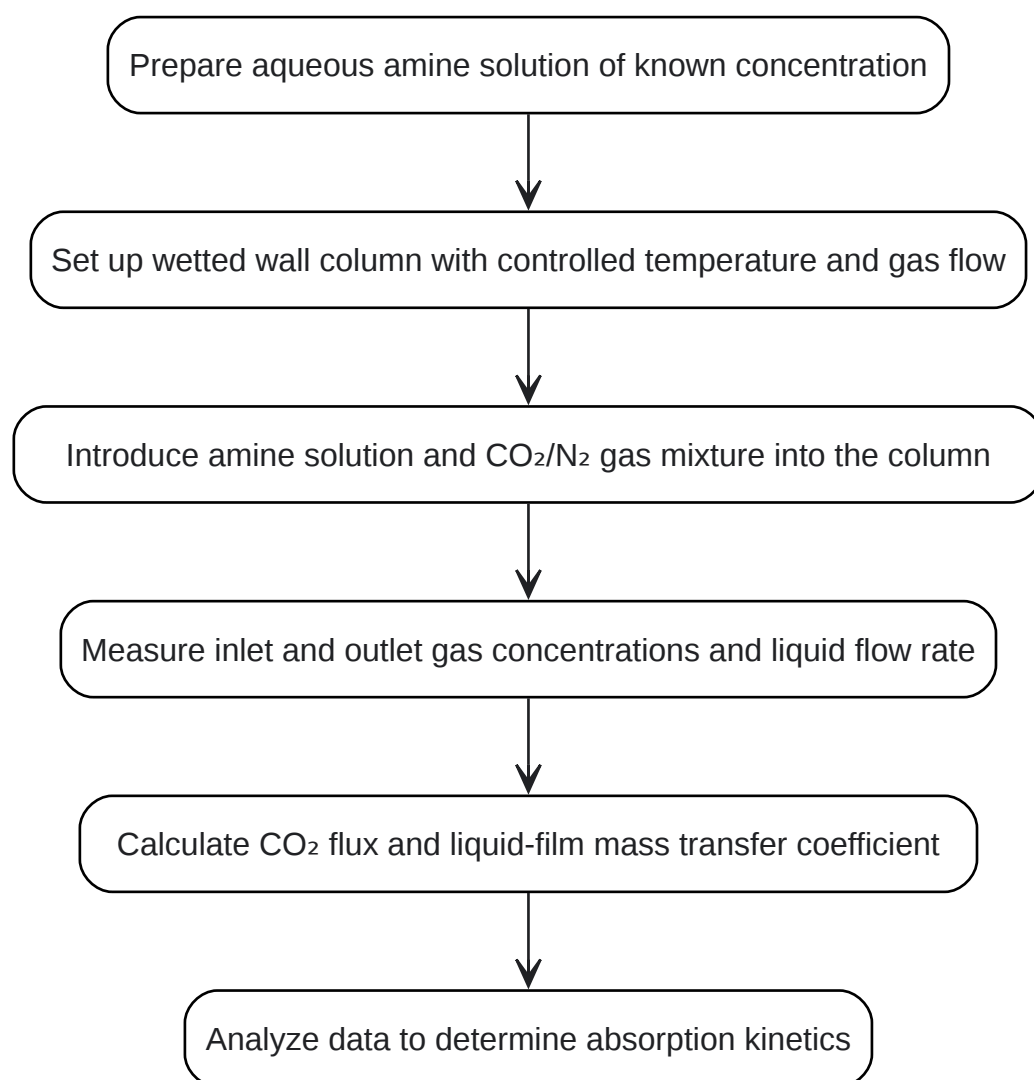 Prepare aqueous amine solution of known concentration
Set up wetted wall column with controlled temperature and gas flow
Introduce amine solution and CO₂/N₂ gas mixture into the column
Measure inlet and outlet gas concentrations and liquid flow rate
Calculate CO₂ flux and liquid-film mass transfer coefficient
Analyze data to determine absorption kinetics